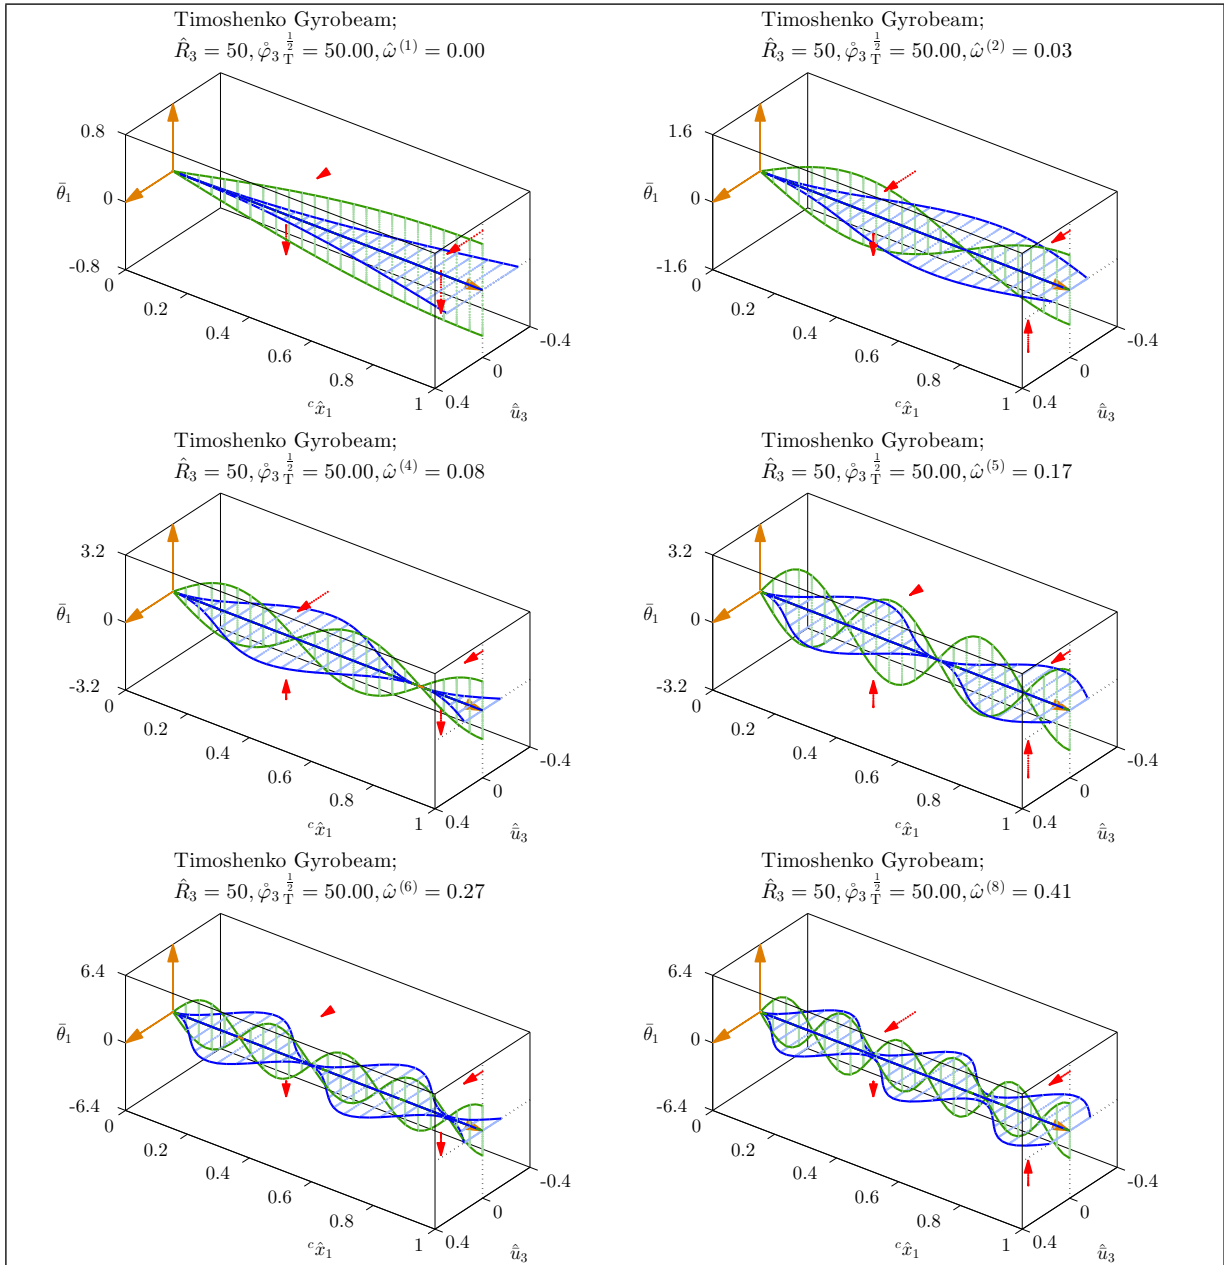 Timoshenko Gyrobeam;
R̂₃ = 50, φ̊₃ T^(1/2) = 50.00, ω̂⁽¹⁾ = 0.00
0.8
θ̄₁
0
-0.8
0
0.2
0.4
0.6
0.8
1
ᶜx̂₁
0.4
0
-0.4
û̄₃
Timoshenko Gyrobeam;
R̂₃ = 50, φ̊₃ T^(1/2) = 50.00, ω̂⁽²⁾ = 0.03
1.6
θ̄₁
0
-1.6
0
0.2
0.4
0.6
0.8
1
ᶜx̂₁
0.4
0
-0.4
û̄₃
Timoshenko Gyrobeam;
R̂₃ = 50, φ̊₃ T^(1/2) = 50.00, ω̂⁽⁴⁾ = 0.08
3.2
θ̄₁
0
-3.2
0
0.2
0.4
0.6
0.8
1
ᶜx̂₁
0.4
0
-0.4
û̄₃
Timoshenko Gyrobeam;
R̂₃ = 50, φ̊₃ T^(1/2) = 50.00, ω̂⁽⁵⁾ = 0.17
3.2
θ̄₁
0
-3.2
0
0.2
0.4
0.6
0.8
1
ᶜx̂₁
0.4
0
-0.4
û̄₃
Timoshenko Gyrobeam;
R̂₃ = 50, φ̊₃ T^(1/2) = 50.00, ω̂⁽⁶⁾ = 0.27
6.4
θ̄₁
0
-6.4
0
0.2
0.4
0.6
0.8
1
ᶜx̂₁
0.4
0
-0.4
û̄₃
Timoshenko Gyrobeam;
R̂₃ = 50, φ̊₃ T^(1/2) = 50.00, ω̂⁽⁸⁾ = 0.41
6.4
θ̄₁
0
-6.4
0
0.2
0.4
0.6
0.8
1
ᶜx̂₁
0.4
0
-0.4
û̄₃